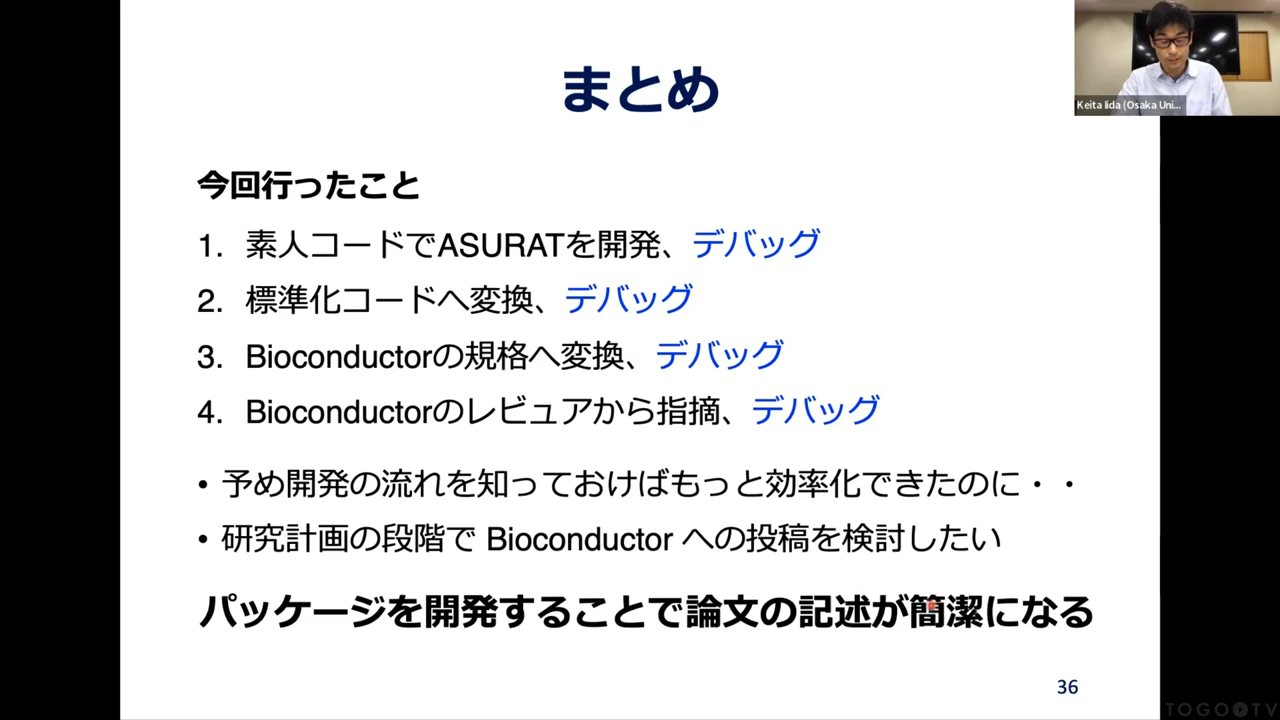 まとめ
Keita Iida (Osaka Uni...
今回行ったこと
1. 素人コードでASURATを開発、デバッグ
2. 標準化コードへ変換、デバッグ
3. Bioconductorの規格へ変換、デバッグ
4. Bioconductorのレビュアから指摘、デバッグ
• 予め開発の流れを知っておけばもっと効率化できたのに・・
• 研究計画の段階で Bioconductor への投稿を検討したい
パッケージを開発することで論文の記述が簡潔になる
36
TOGO TV